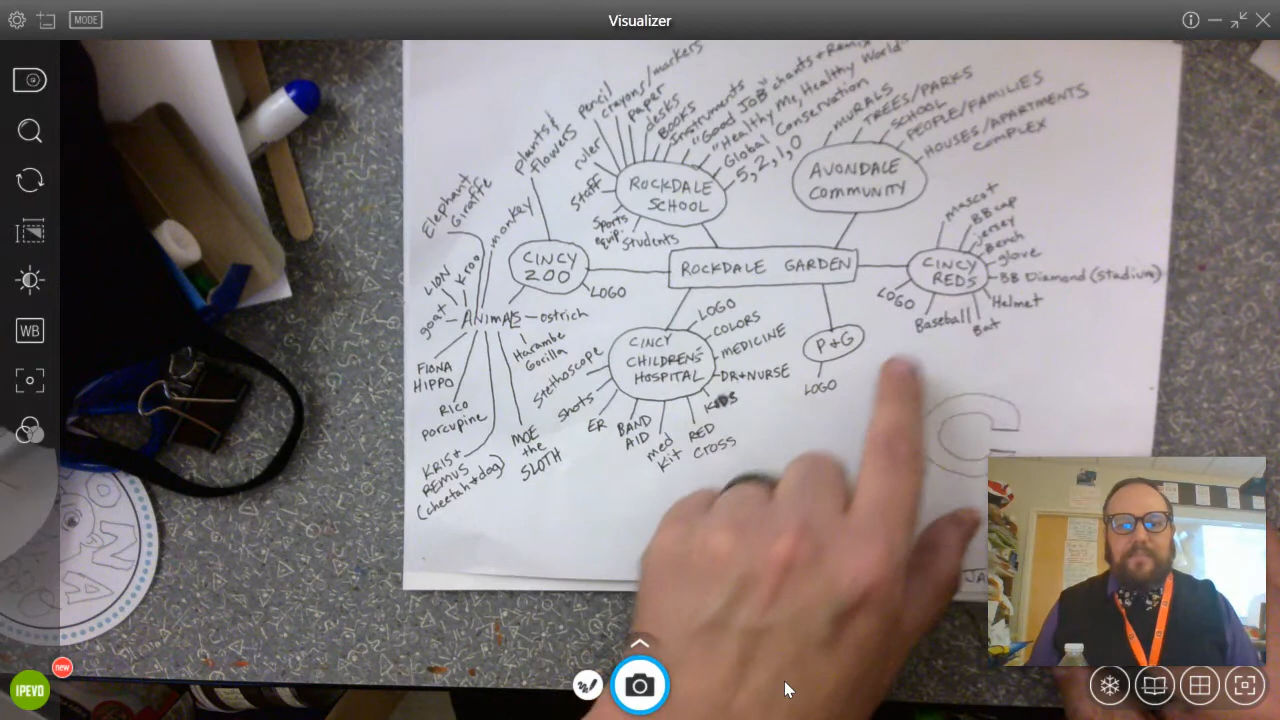 MODE
Visualizer
WB
new
IPEVO
pencil
crayons/markers
paper
desks
BOOKS
Instruments
"Good JOB" chants + Remix
"Healthy Me, Healthy World"
Global Conservation
5, 2, 1, 0
ruler
Staff
Sports
equip.
Students
ROCKDALE
SCHOOL
MURALS
TREES/PARKS
SCHOOL
PEOPLE/FAMILIES
HOUSES/APARTMENTS
complex
AVONDALE
COMMUNITY
plants &
flowers
Elephant
Giraffe
monkey
CINCY
ZOO
LOGO
ROCKDALE GARDEN
mascot
BB cap
jersey
Bench
glove
BB Diamond (Stadium)
Helmet
Bat
Baseball
LOGO
CINCY
REDS
LION
Kroo
goat
ANIMALS
ostrich
Harambe
Gorilla
FIONA
HIPPO
RICO
Porcupine
KRIS +
REMUS
(cheetah + dog)
MOE
the
SLOTH
CINCY
CHILDRENS'
HOSPITAL
LOGO
COLORS
MEDICINE
DR + NURSE
KIDS
RED
CROSS
med
Kit
BAND
AID
ER
shots
Stethoscope
P+G
LOGO
C
JA